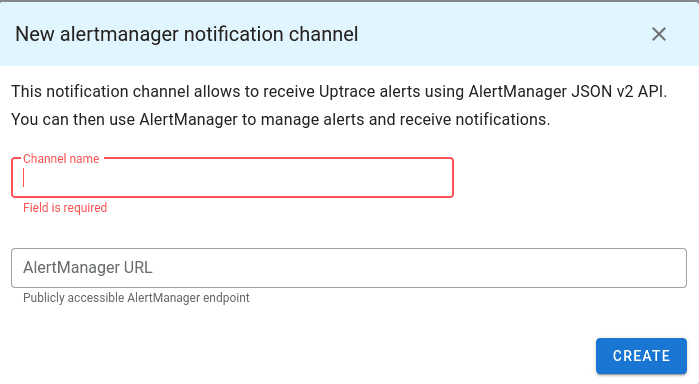 New alertmanager notification channel
This notification channel allows to receive Uptrace alerts using AlertManager JSON v2 API.
You can then use AlertManager to manage alerts and receive notifications.
Channel name
Field is required
AlertManager URL
Publicly accessible AlertManager endpoint
CREATE